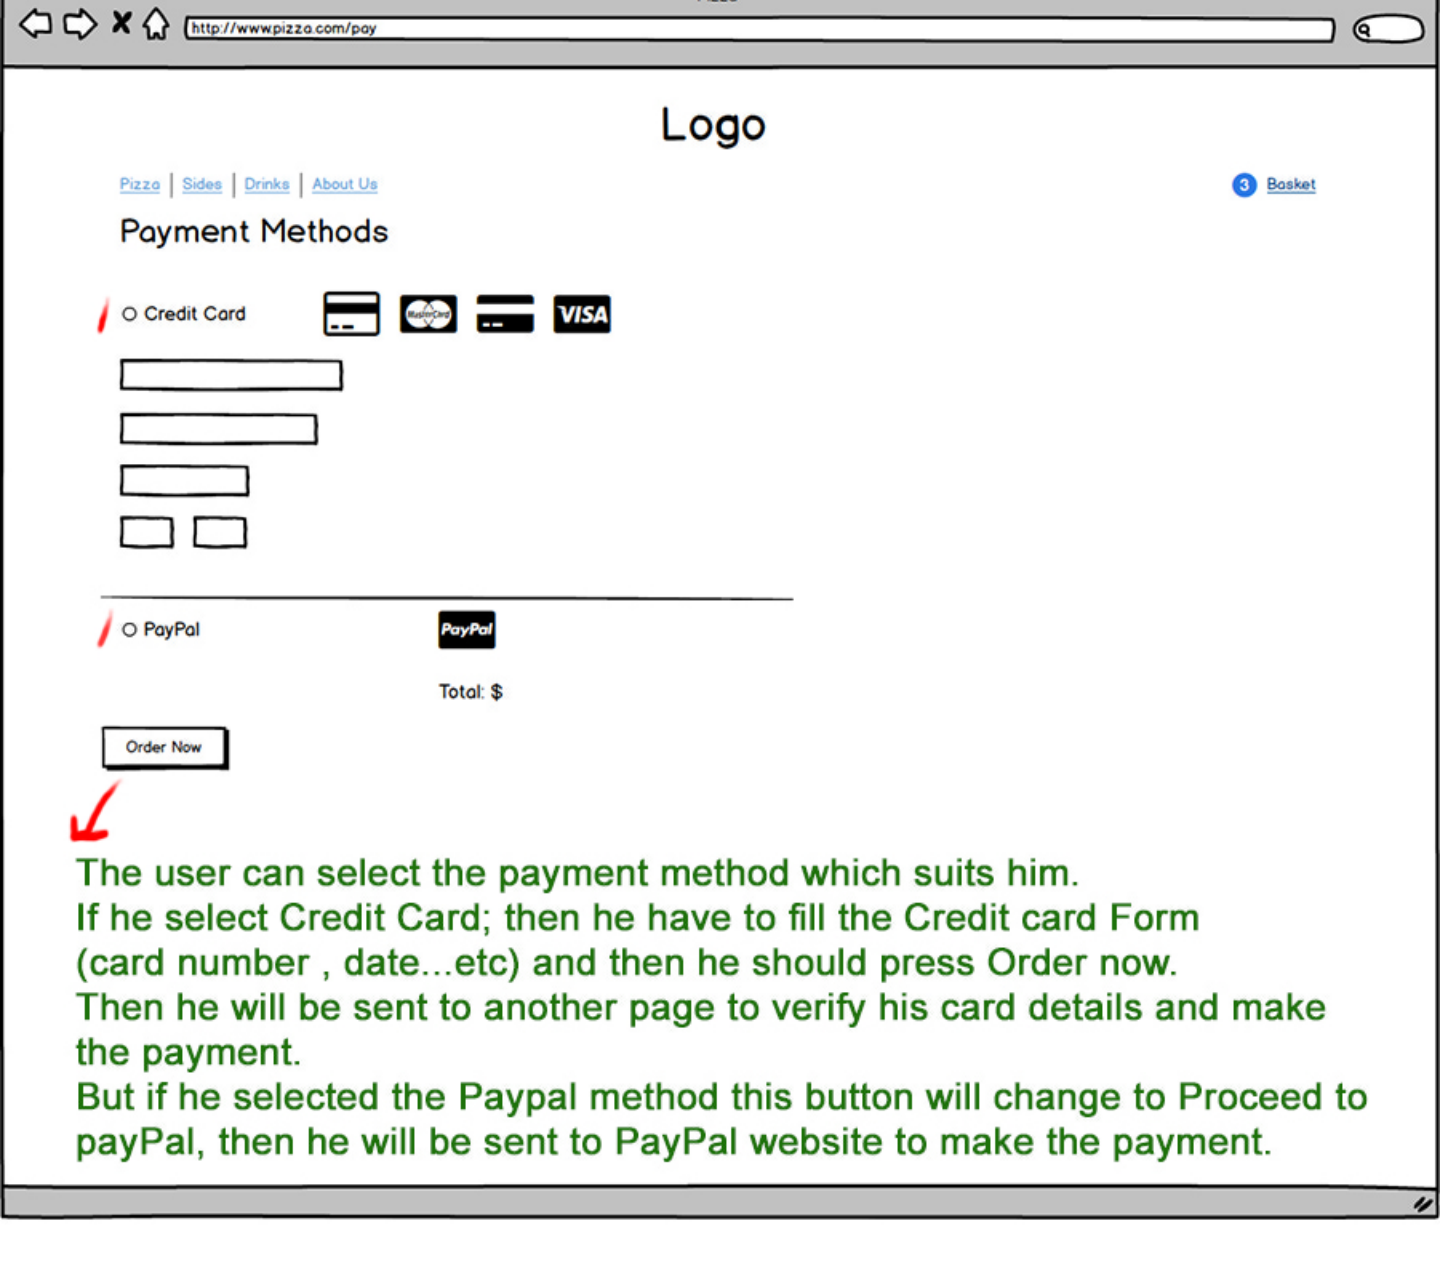 http://www.pizza.com/pay
Logo
Pizza | Sides | Drinks | About Us
3 Basket
Payment Methods
Credit Card
MasterCard
VISA
PayPal
PayPal
Total: $
Order Now
The user can select the payment method which suits him.
If he select Credit Card; then he have to fill the Credit card Form
(card number , date...etc) and then he should press Order now.
Then he will be sent to another page to verify his card details and make
the payment.
But if he selected the Paypal method this button will change to Proceed to
payPal, then he will be sent to PayPal website to make the payment.